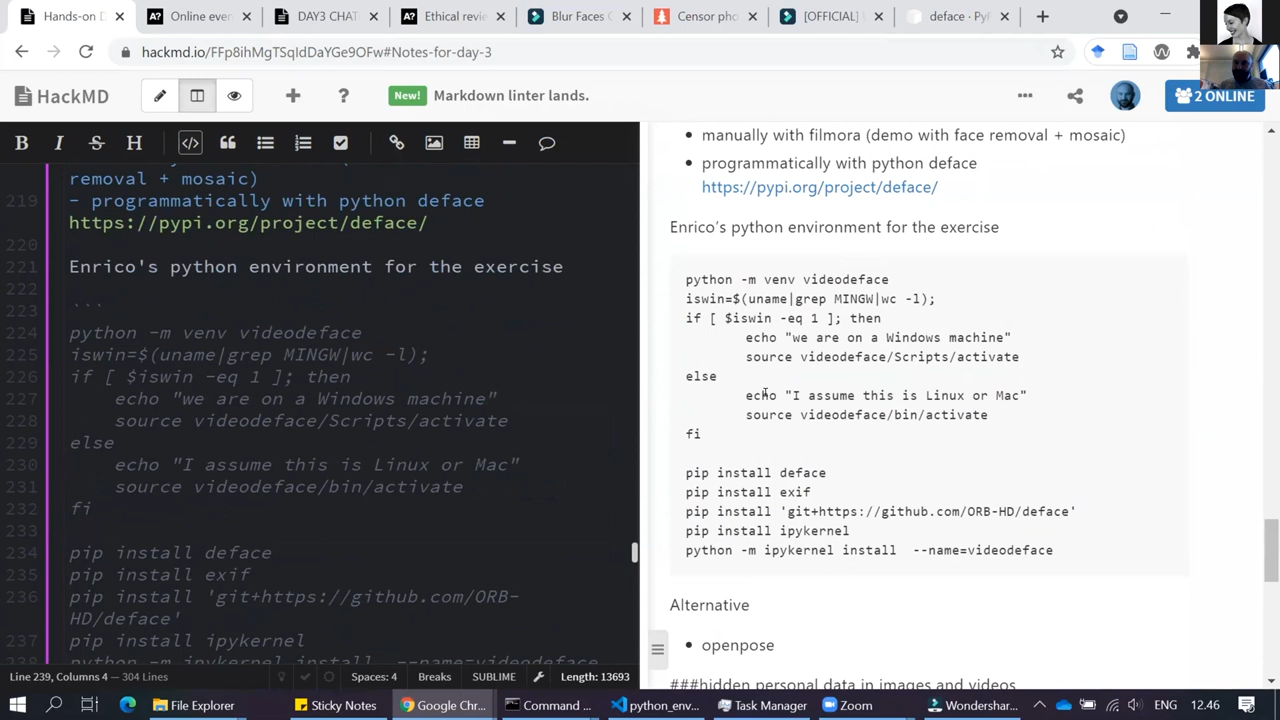 Hands-on D
Online even
DAY3 CHAT
Ethical revie
Blur Faces O
Censor pho
[OFFICIAL]
deface · PyP
hackmd.io/FFp8ihMgTSqIdDaYGe9OFw#Notes-for-day-3
HackMD
New! Markdown linter lands.
2 ONLINE
removal + mosaic)
219 - programmatically with python deface
https://pypi.org/project/deface/
220
221 Enrico's python environment for the exercise
222
223 ```
224 python -m venv videodeface
225 iswin=$(uname|grep MINGW|wc -l);
226 if [ $iswin -eq 1 ]; then
227 echo "we are on a Windows machine"
228 source videodeface/Scripts/activate
229 else
230 echo "I assume this is Linux or Mac"
231 source videodeface/bin/activate
232 fi
233
234 pip install deface
235 pip install exif
236 pip install 'git+https://github.com/ORB-
HD/deface'
237 pip install ipykernel
238 python -m ipykernel install --name=videodeface
Line 239, Columns 4 — 304 Lines
Spaces: 4
Breaks
SUBLIME
Length: 13693
manually with filmora (demo with face removal + mosaic)
programmatically with python deface
https://pypi.org/project/deface/
Enrico’s python environment for the exercise
python -m venv videodeface
iswin=$(uname|grep MINGW|wc -l);
if [ $iswin -eq 1 ]; then
echo "we are on a Windows machine"
source videodeface/Scripts/activate
else
echo "I assume this is Linux or Mac"
source videodeface/bin/activate
fi
pip install deface
pip install exif
pip install 'git+https://github.com/ORB-HD/deface'
pip install ipykernel
python -m ipykernel install --name=videodeface
Alternative
openpose
###hidden personal data in images and videos
File Explorer
Sticky Notes
Google Chr...
Command ...
python_env...
Task Manager
Zoom
Wondershar...
12.46